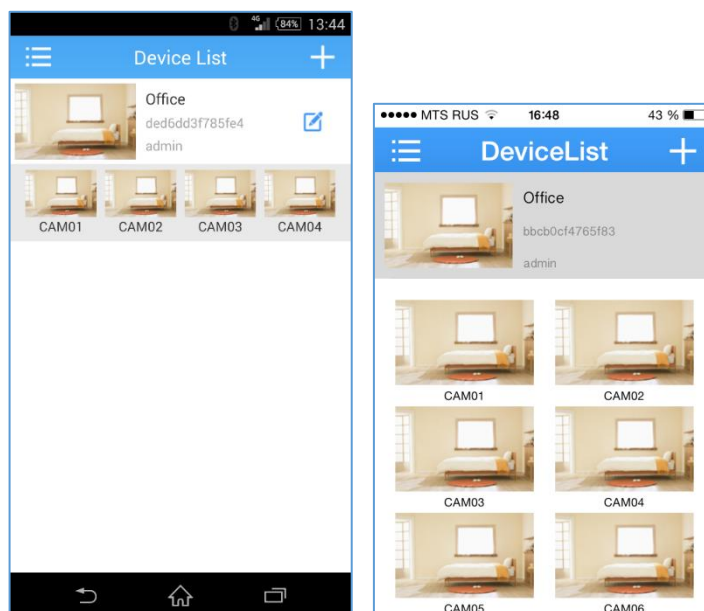 4G 84% 13:44
Device List
Office
ded6dd3f785fe4
admin
CAM01 CAM02 CAM03 CAM04
MTS RUS 16:48 43 %
DeviceList
Office
bbcb0cf4765f83
admin
CAM01 CAM02
CAM03 CAM04
CAM05 CAM06